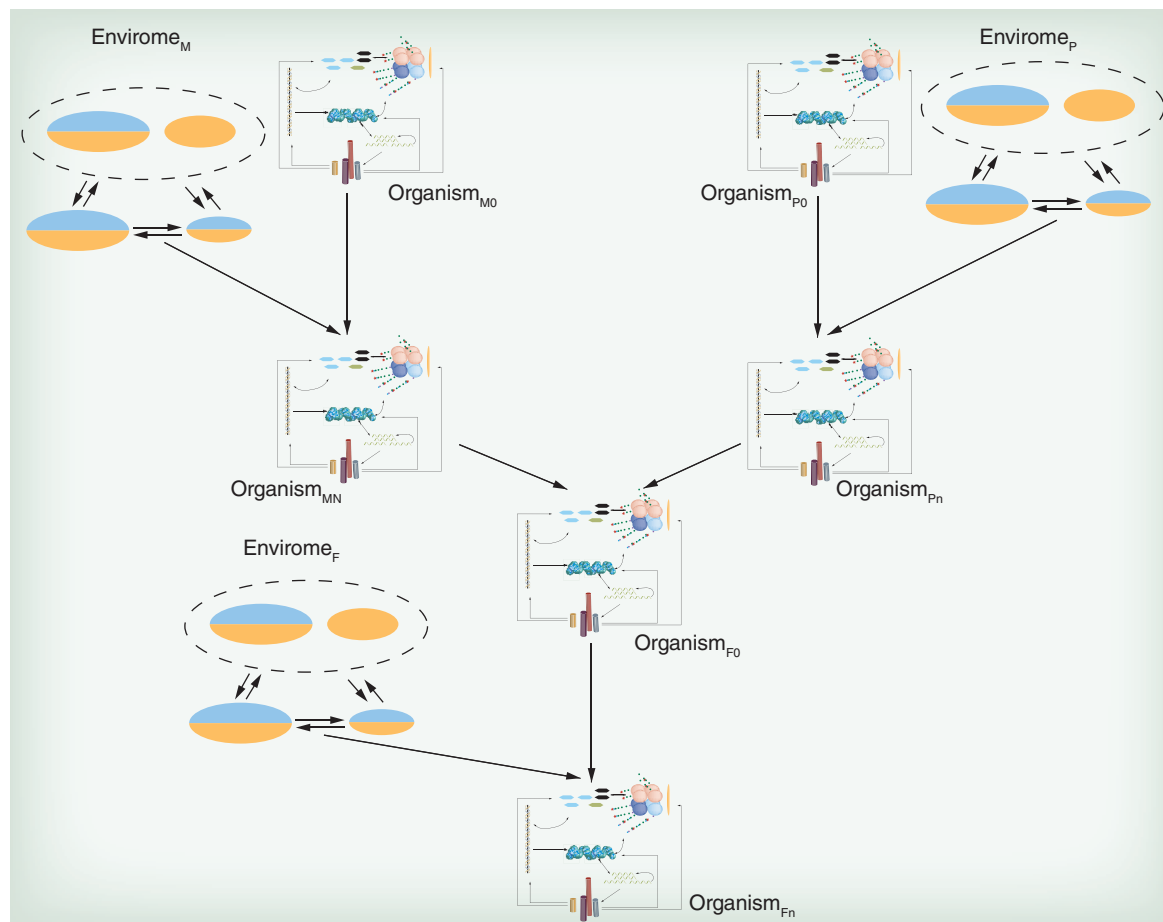 Envirome_M
Envirome_P
Organism_M0
Organism_P0
Organism_MN
Organism_Pn
Envirome_F
Organism_F0
Organism_Fn